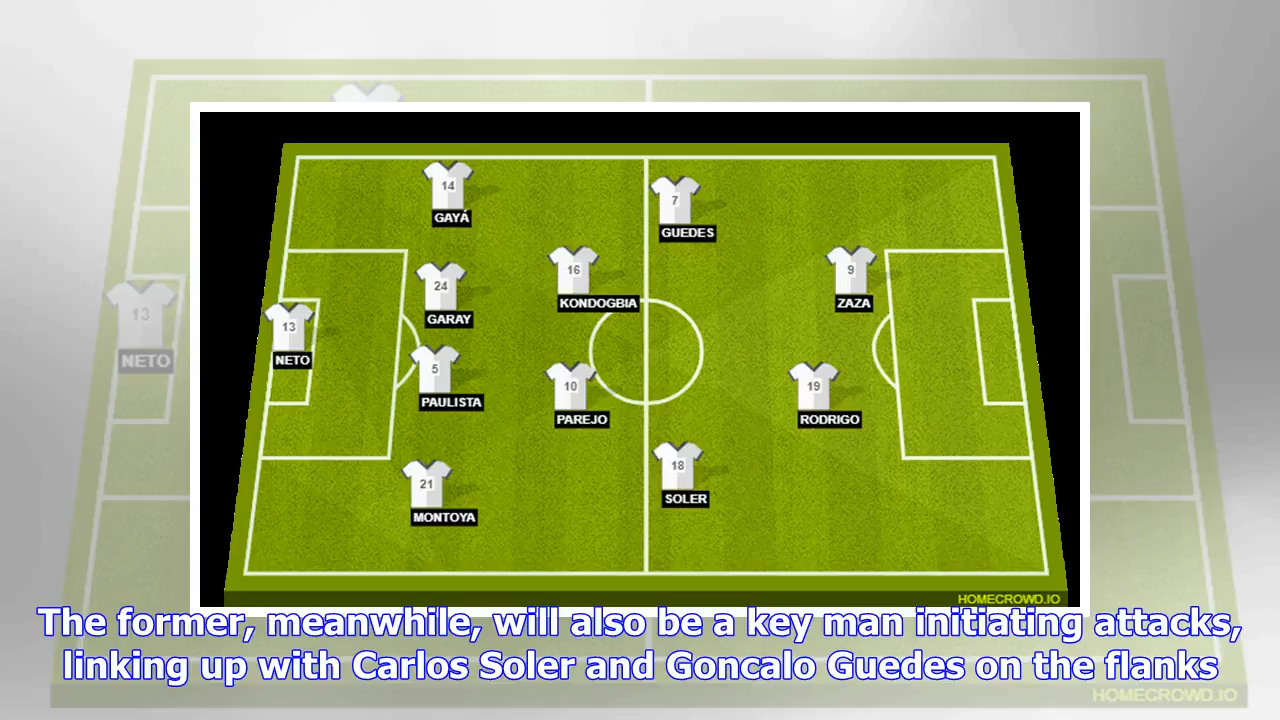 14
GAYÁ
7
GUEDES
16
KONDOGBIA
9
ZAZA
24
GARAY
13
NETO
13
NETO
5
PAULISTA
10
PAREJO
19
RODRIGO
18
SOLER
21
MONTOYA
HOMECROWD.IO
The former, meanwhile, will also be a key man initiating attacks,
linking up with Carlos Soler and Goncalo Guedes on the flanks
HOMECROWD.IO